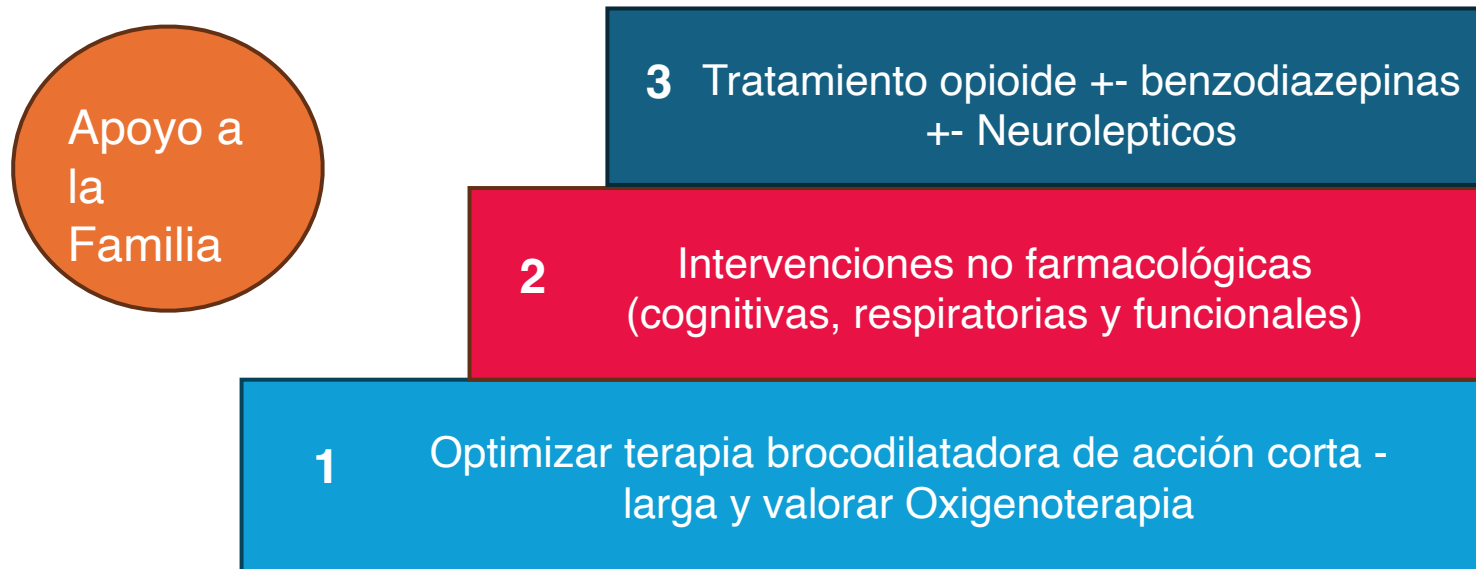 Apoyo a
la
Familia
3 Tratamiento opioide +- benzodiazepinas
+- Neurolepticos
2 Intervenciones no farmacológicas
(cognitivas, respiratorias y funcionales)
1 Optimizar terapia brocodilatadora de acción corta -
larga y valorar Oxigenoterapia